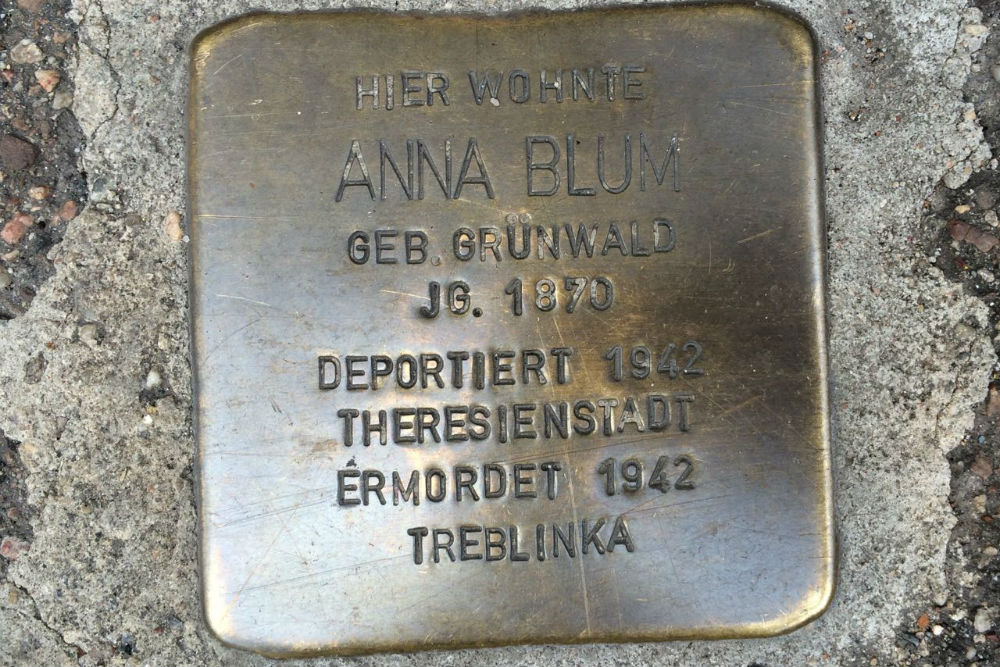 HIER WOHNTE
ANNA BLUM
GEB. GRÜNWALD
JG. 1870
DEPORTIERT 1942
THERESIENSTADT
ERMORDET 1942
TREBLINKA